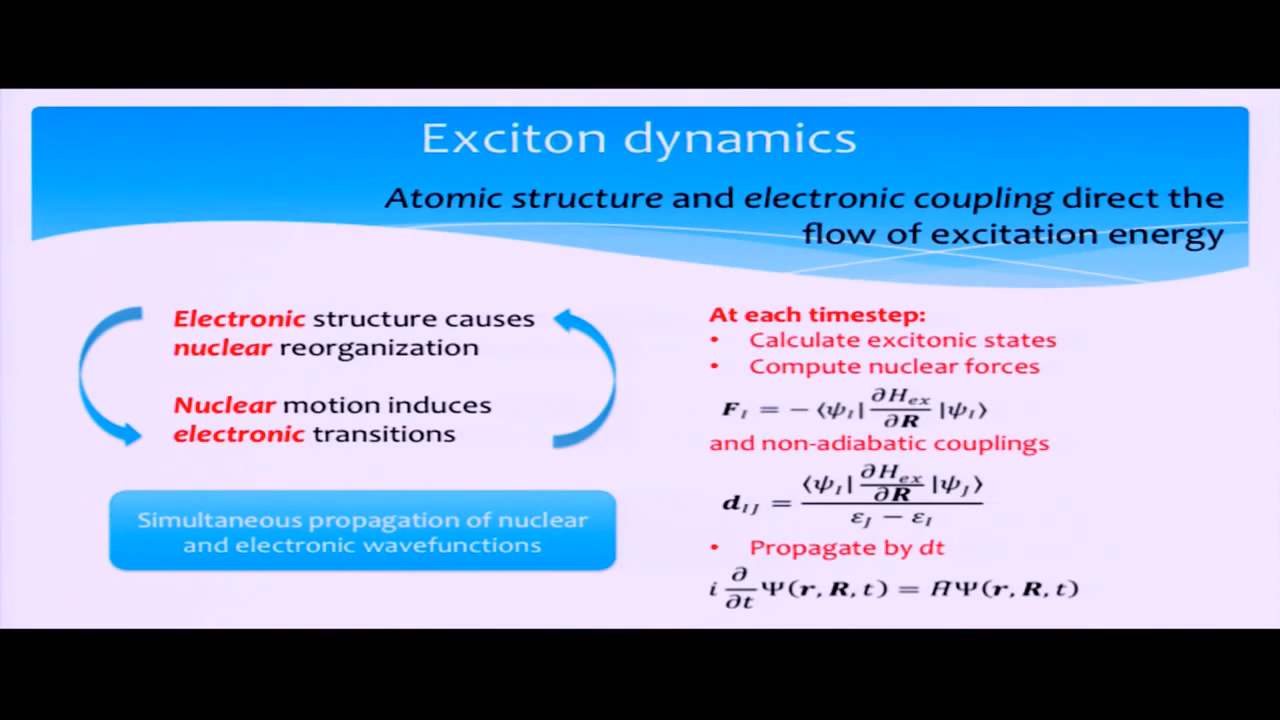 Exciton dynamics
Atomic structure and electronic coupling direct the
flow of excitation energy
Electronic structure causes
nuclear reorganization
Nuclear motion induces
electronic transitions
Simultaneous propagation of nuclear
and electronic wavefunctions
At each timestep:
• Calculate excitonic states
• Compute nuclear forces
F_I = −⟨ψ_I| ∂H_ex/∂R |ψ_I⟩
and non-adiabatic couplings
d_IJ = ⟨ψ_I| ∂H_ex/∂R |ψ_J⟩ / (ε_J − ε_I)
• Propagate by dt
i ∂/∂t Ψ(r, R, t) = ĤΨ(r, R, t)